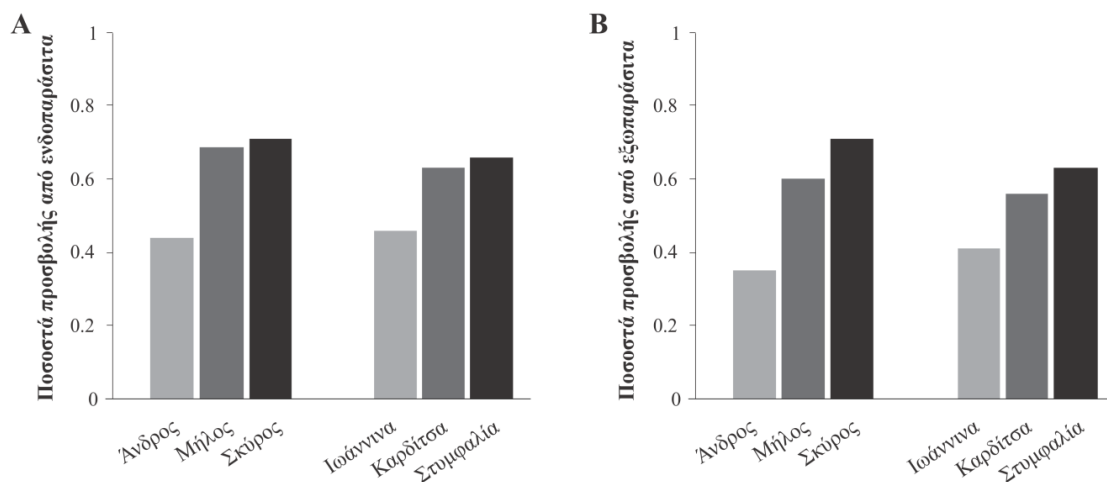 A
Ποσοστά προσβολής από ενδοπαράσιτα
1
0.8
0.6
0.4
0.2
0
Άνδρος
Μήλος
Σκύρος
Ιωάννινα
Καρδίτσα
Στυμφαλία
B
Ποσοστά προσβολής από εξωπαράσιτα
1
0.8
0.6
0.4
0.2
0
Άνδρος
Μήλος
Σκύρος
Ιωάννινα
Καρδίτσα
Στυμφαλία